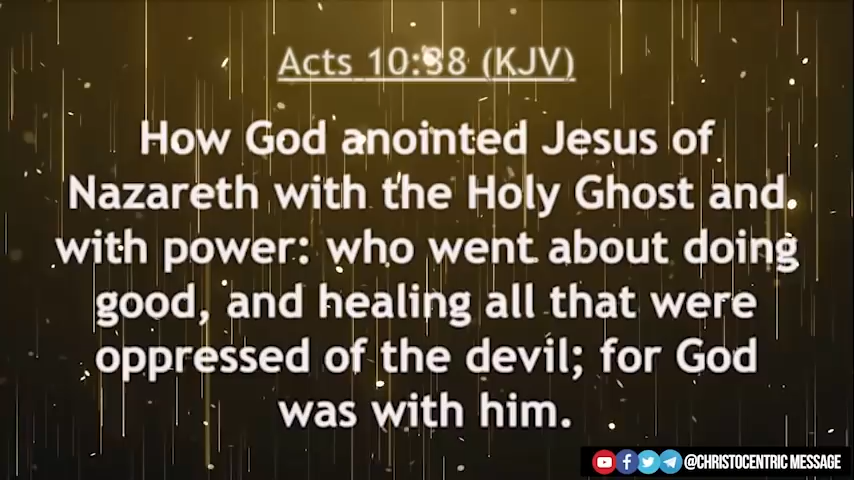 Acts 10:38 (KJV)
How God anointed Jesus of
Nazareth with the Holy Ghost and
with power: who went about doing
good, and healing all that were
oppressed of the devil; for God
was with him.
@CHRISTOCENTRIC MESSAGE